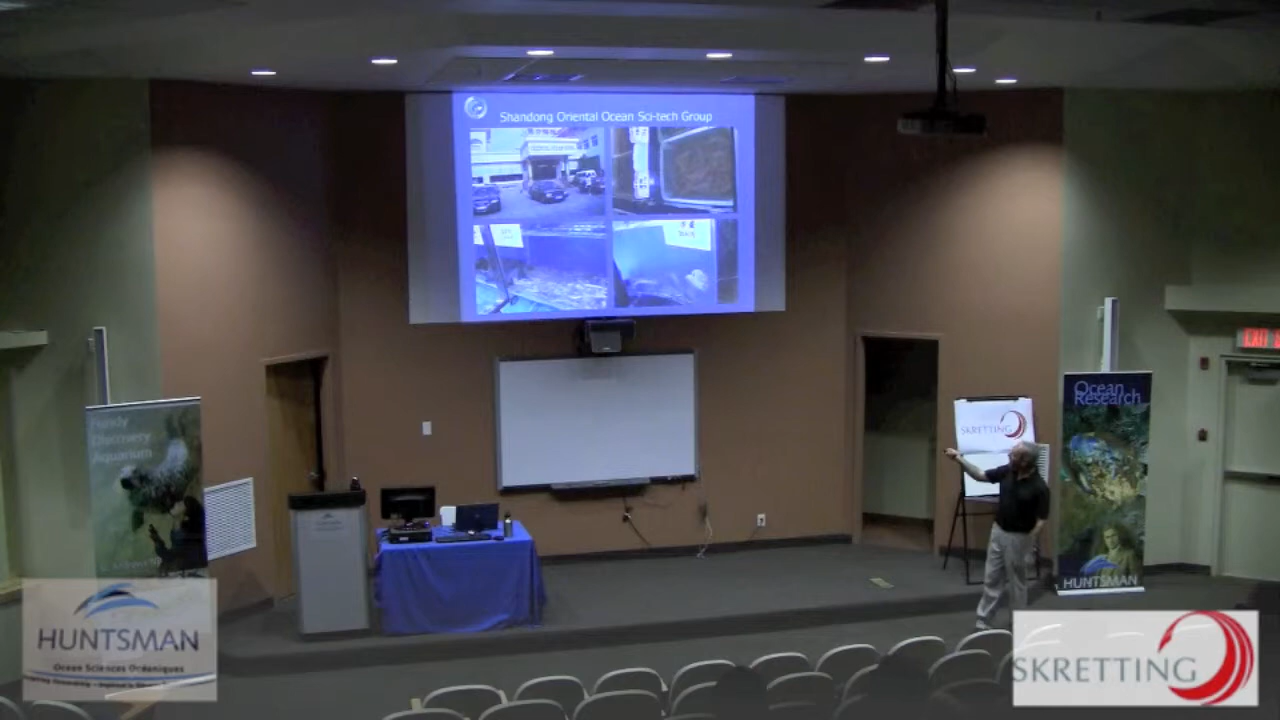 Shandong Oriental Ocean Sci-tech Group
Fundy
Discovery
Aquarium
SKRETTING
Ocean
Research
HUNTSMAN
EXIT
HUNTSMAN
Ocean Sciences Océaniques
SKRETTING